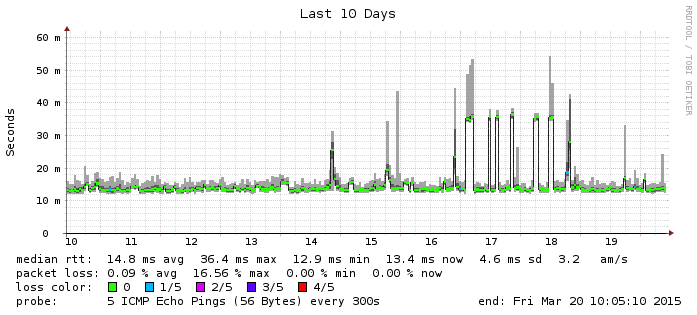 Last 10 Days
RRDTOOL / TOBI OETIKER
Seconds
60 m
50 m
40 m
30 m
20 m
10 m
0
10 11 12 13 14 15 16 17 18 19
median rtt: 14.8 ms avg 36.4 ms max 12.9 ms min 13.4 ms now 4.6 ms sd 3.2 am/s
packet loss: 0.09 % avg 16.56 % max 0.00 % min 0.00 % now
loss color: 0 1/5 2/5 3/5 4/5
probe: 5 ICMP Echo Pings (56 Bytes) every 300s end: Fri Mar 20 10:05:10 2015